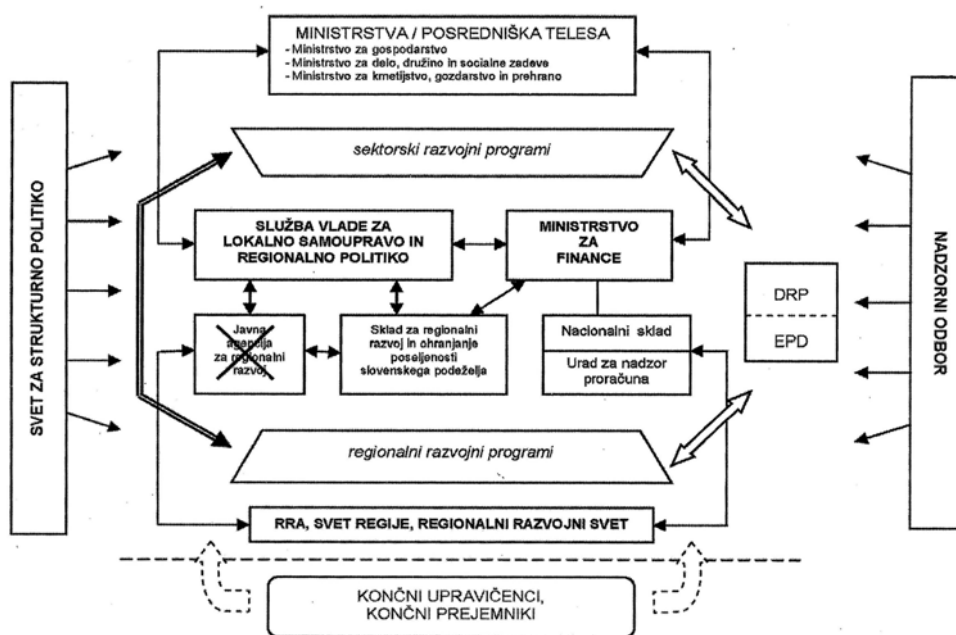 MINISTRSTVA / POSREDNIŠKA TELESA
- Ministrstvo za gospodarstvo
- Ministrstvo za delo, družino in socialne zadeve
- Ministrstvo za kmetijstvo, gozdarstvo in prehrano
SVET ZA STRUKTURNO POLITIKO
sektorski razvojni programi
SLUŽBA VLADE ZA
LOKALNO SAMOUPRAVO IN
REGIONALNO POLITIKO
MINISTRSTVO
ZA
FINANCE
DRP
EPD
NADZORNI ODBOR
Javna
agencija
za regionalni
razvoj
Sklad za regionalni
razvoj in ohranjanje
poseljenosti
slovenskega podeželja
Nacionalni sklad
Urad za nadzor
proračuna
regionalni razvojni programi
RRA, SVET REGIJE, REGIONALNI RAZVOJNI SVET
KONČNI UPRAVIČENCI,
KONČNI PREJEMNIKI